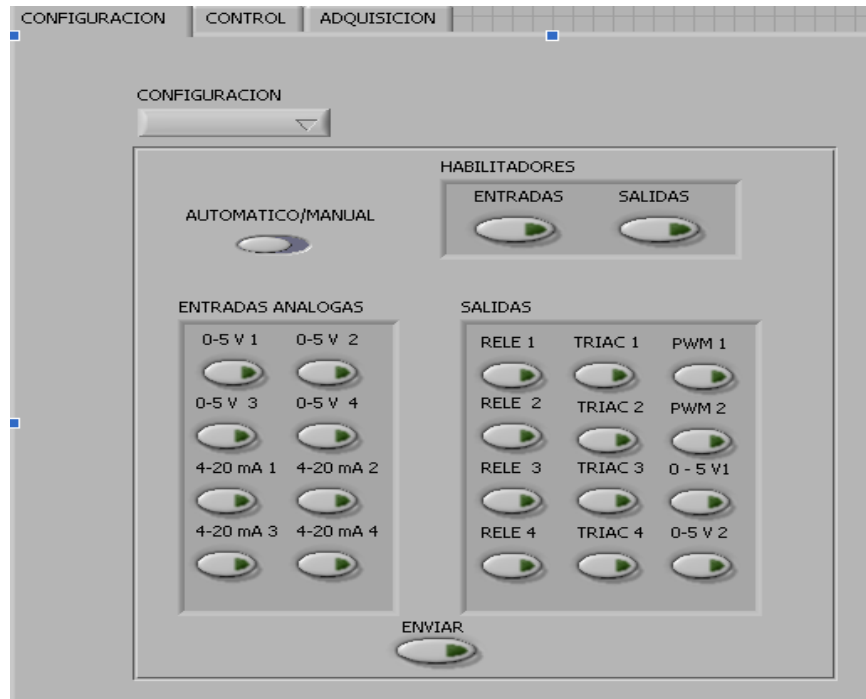 CONFIGURACION CONTROL ADQUISICION
CONFIGURACION
HABILITADORES
ENTRADAS SALIDAS
AUTOMATICO/MANUAL
ENTRADAS ANALOGAS
0-5 V 1 0-5 V 2
0-5 V 3 0-5 V 4
4-20 mA 1 4-20 mA 2
4-20 mA 3 4-20 mA 4
SALIDAS
RELE 1 TRIAC 1 PWM 1
RELE 2 TRIAC 2 PWM 2
RELE 3 TRIAC 3 0 - 5 V1
RELE 4 TRIAC 4 0-5 V 2
ENVIAR